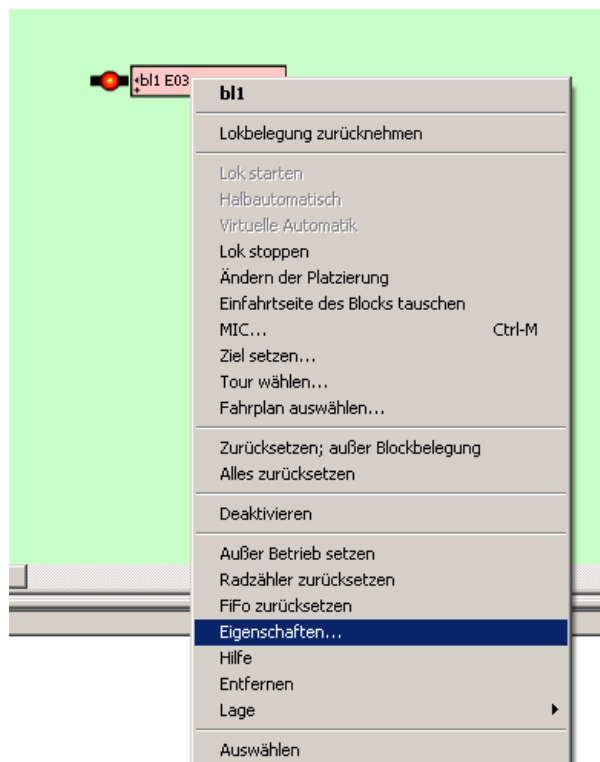 bl1 E03
bl1
Lokbelegung zurücknehmen
Lok starten
Halbautomatisch
Virtuelle Automatik
Lok stoppen
Ändern der Platzierung
Einfahrtseite des Blocks tauschen
MIC... Ctrl-M
Ziel setzen...
Tour wählen...
Fahrplan auswählen...
Zurücksetzen; außer Blockbelegung
Alles zurücksetzen
Deaktivieren
Außer Betrieb setzen
Radzähler zurücksetzen
FiFo zurücksetzen
Eigenschaften...
Hilfe
Entfernen
Lage
Auswählen